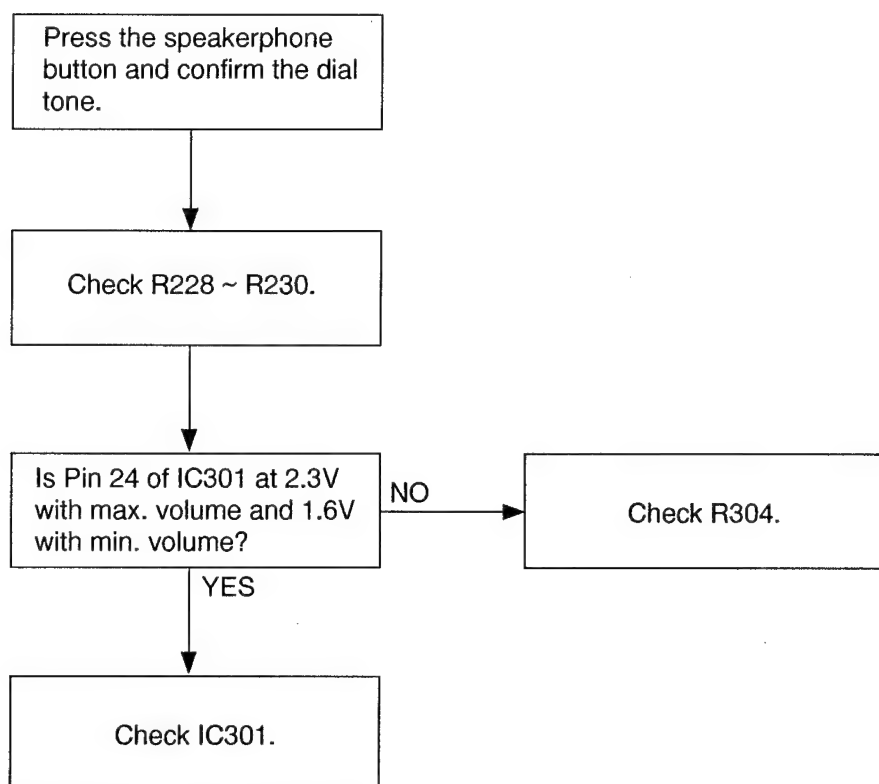 Press the speakerphone
button and confirm the dial
tone.
Check R228 ~ R230.
Is Pin 24 of IC301 at 2.3V
with max. volume and 1.6V
with min. volume?
NO
Check R304.
YES
Check IC301.